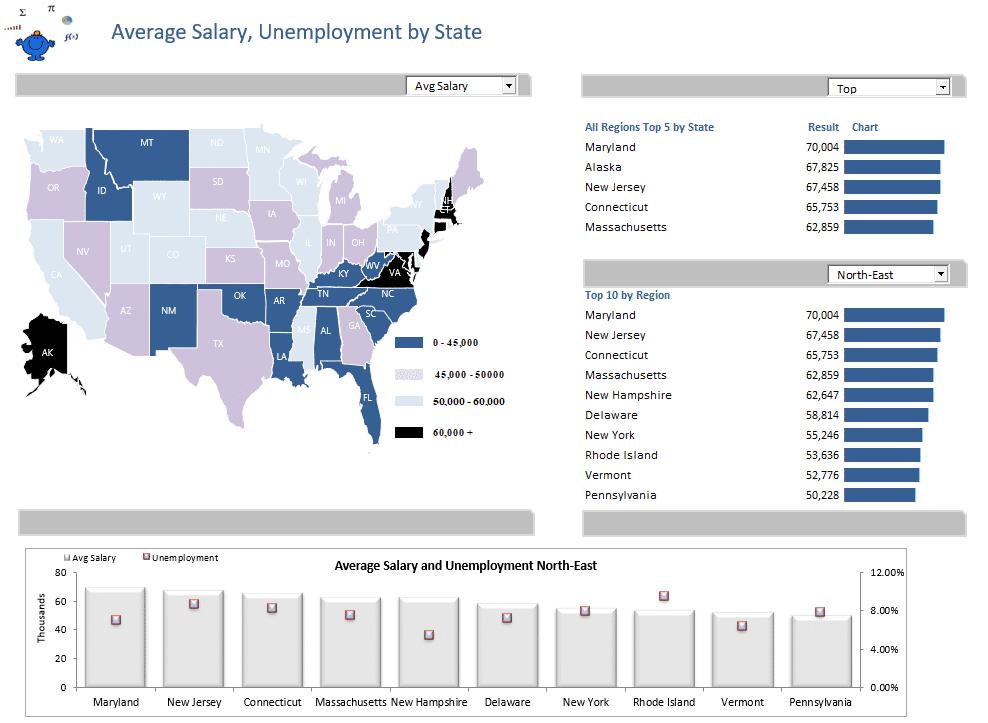 Σ π
f(x)
Average Salary, Unemployment by State
Avg Salary
Top
WA
MT
ND
MN
OR
ID
SD
WI
WY
MI
NY
NH
CT
IA
NE
PA
NV
UT
CO
IL
IN
OH
CA
KS
MO
WV
VA
KY
AZ
NM
OK
AR
TN
NC
SC
TX
MS
AL
GA
LA
FL
AK
0 - 45,000
45,000 - 50000
50,000 - 60,000
60,000 +
All Regions Top 5 by State Result Chart
Maryland 70,004
Alaska 67,825
New Jersey 67,458
Connecticut 65,753
Massachusetts 62,859
North-East
Top 10 by Region
Maryland 70,004
New Jersey 67,458
Connecticut 65,753
Massachusetts 62,859
New Hampshire 62,647
Delaware 58,814
New York 55,246
Rhode Island 53,636
Vermont 52,776
Pennsylvania 50,228
Avg Salary Unemployment
Average Salary and Unemployment North-East
Thousands
80 12.00%
60 8.00%
40
20 4.00%
0 0.00%
Maryland New Jersey Connecticut Massachusetts New Hampshire Delaware New York Rhode Island Vermont Pennsylvania